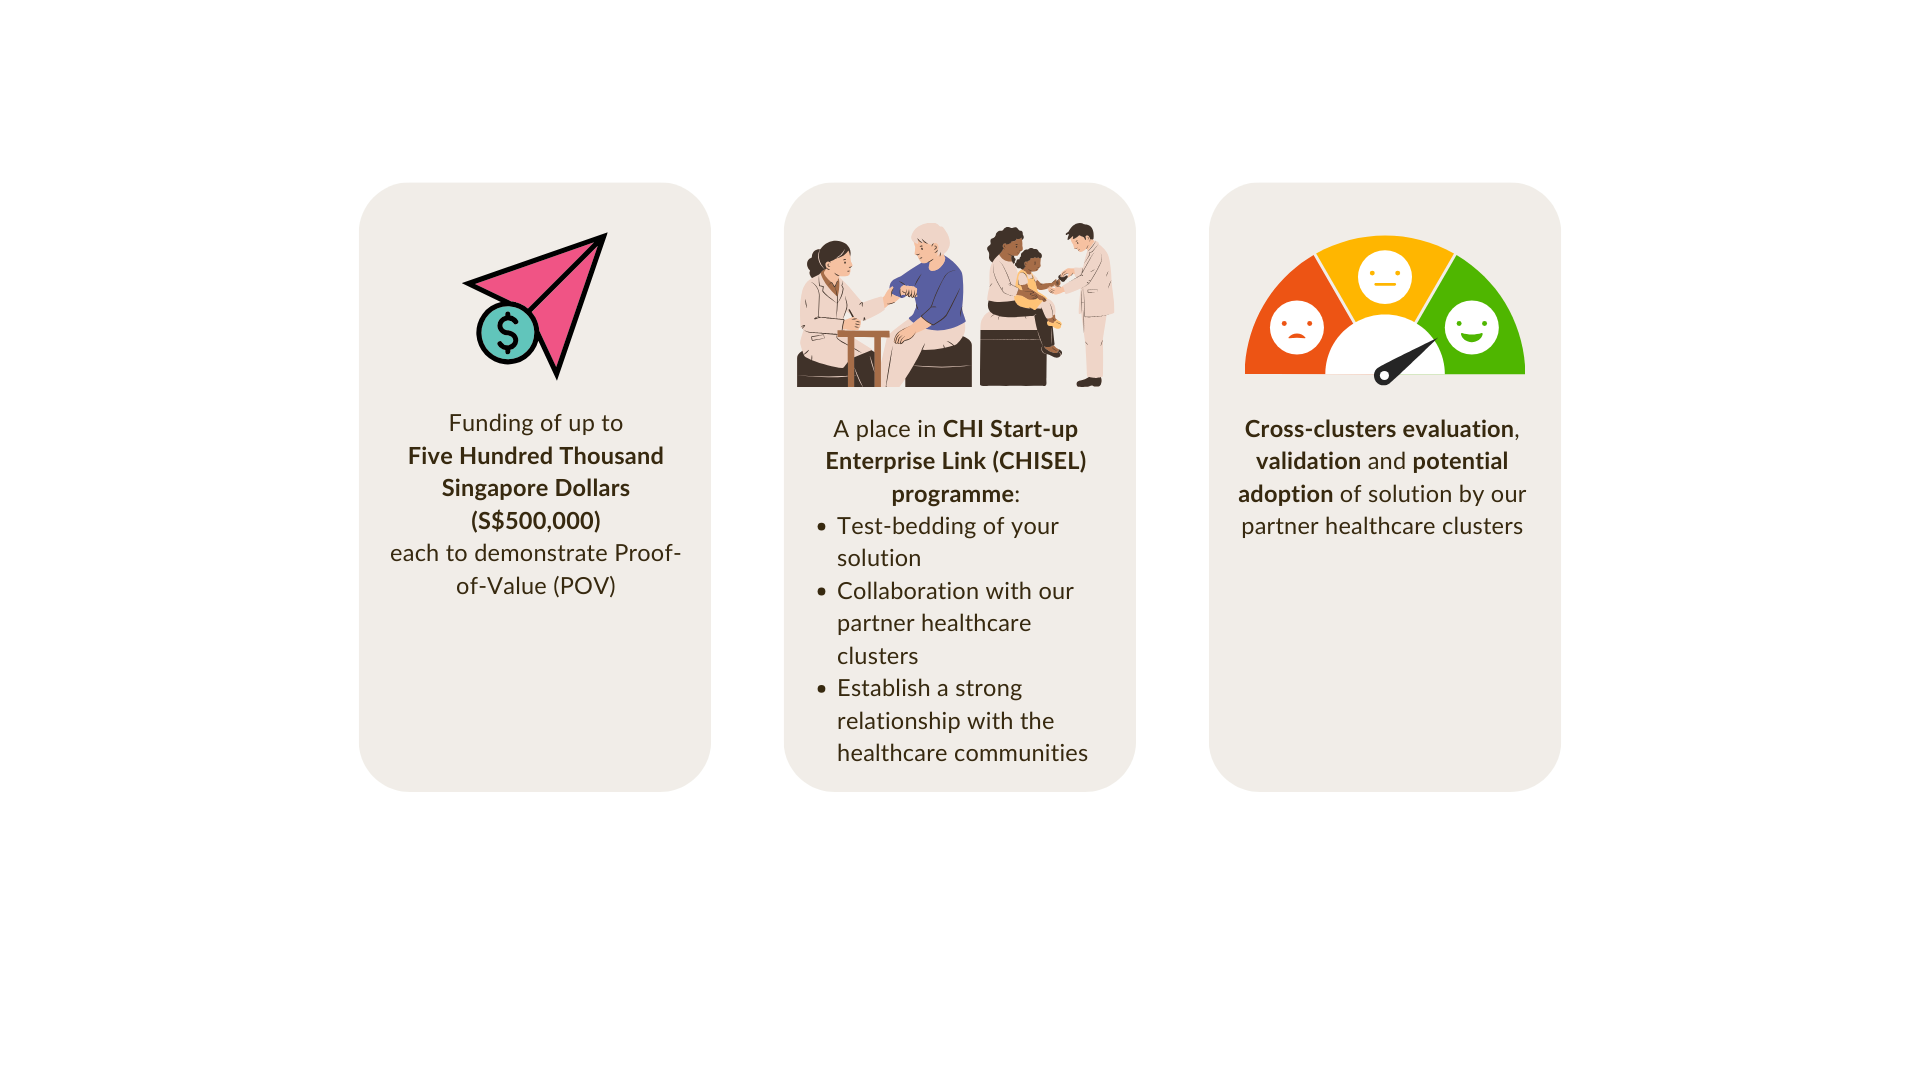 $
Funding of up to
Five Hundred Thousand
Singapore Dollars
(S$500,000)
each to demonstrate Proof-
of-Value (POV)
A place in CHI Start-up
Enterprise Link (CHISEL)
programme:
• Test-bedding of your
solution
• Collaboration with our
partner healthcare
clusters
• Establish a strong
relationship with the
healthcare communities
Cross-clusters evaluation,
validation and potential
adoption of solution by our
partner healthcare clusters